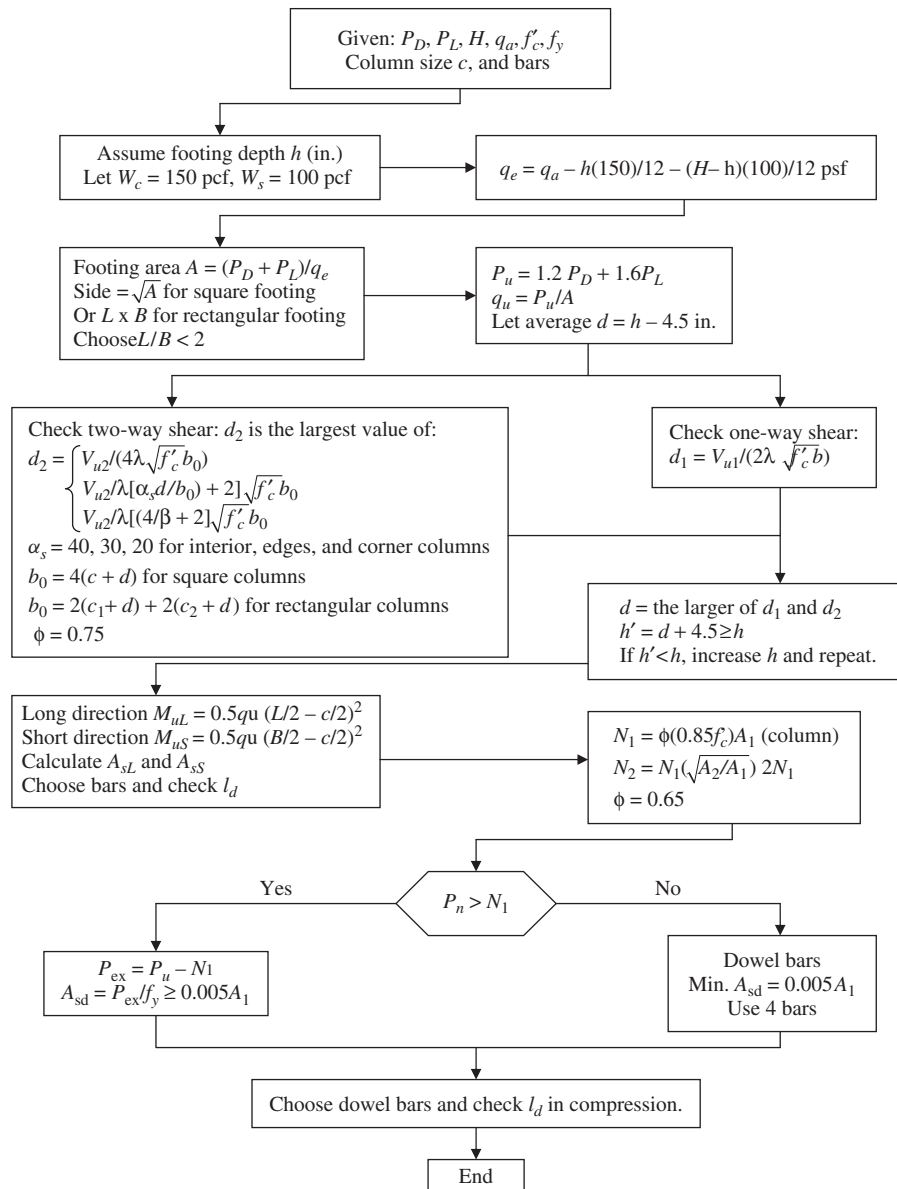 Given: P_D, P_L, H, q_a, f′_c, f_y
Column size c, and bars
Assume footing depth h (in.)
Let W_c = 150 pcf, W_s = 100 pcf
q_e = q_a – h(150)/12 – (H– h)(100)/12 psf
Footing area A = (P_D + P_L)/q_e
Side = √A for square footing
Or L x B for rectangular footing
ChooseL/B < 2
P_u = 1.2 P_D + 1.6P_L
q_u = P_u/A
Let average d = h – 4.5 in.
Check two-way shear: d_2 is the largest value of:
d_2 = { V_u2/(4λ√f′_c b_0)
V_u2/λ[α_s d/b_0) + 2]√f′_c b_0
V_u2/λ[(4/β + 2]√f′_c b_0
α_s = 40, 30, 20 for interior, edges, and corner columns
b_0 = 4(c + d) for square columns
b_0 = 2(c_1+ d) + 2(c_2 + d) for rectangular columns
ϕ = 0.75
Check one-way shear:
d_1 = V_u1/(2λ √f′_c b)
d = the larger of d_1 and d_2
h′ = d + 4.5≥h
If h′<h, increase h and repeat.
Long direction M_uL = 0.5qu (L/2 – c/2)^2
Short direction M_uS = 0.5qu (B/2 – c/2)^2
Calculate A_sL and A_sS
Choose bars and check l_d
N_1 = ϕ(0.85f′_c)A_1 (column)
N_2 = N_1(√A_2/A_1) 2N_1
ϕ = 0.65
P_n > N_1
Yes
No
P_ex = P_u – N1
A_sd = P_ex/f_y ≥ 0.005A_1
Dowel bars
Min. A_sd = 0.005A_1
Use 4 bars
Choose dowel bars and check l_d in compression.
End